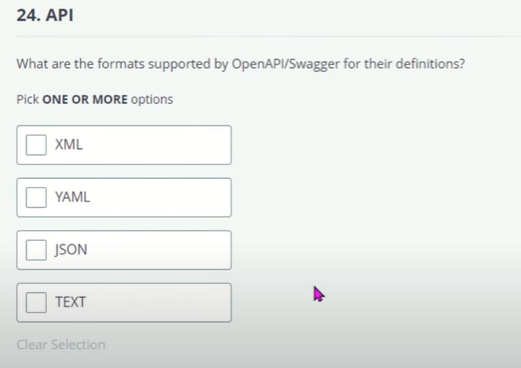 24. API
What are the formats supported by OpenAPI/Swagger for their definitions?
Pick ONE OR MORE options
XML
YAML
JSON
TEXT
Clear Selection